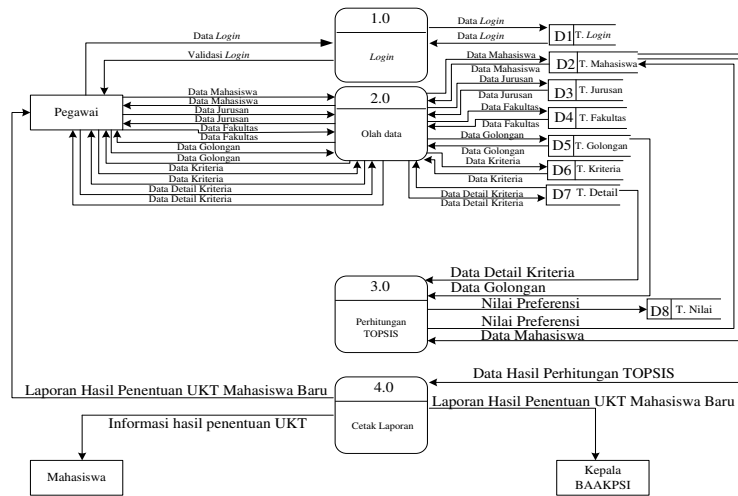 1.0
Login
Data Login
Data Login
D1 T. Login
Data Login
Validasi Login
Data Mahasiswa
Data Mahasiswa
D2 T. Mahasiswa
Data Jurusan
Data Jurusan
D3 T. Jurusan
Data Fakultas
Data Fakultas
D4 T. Fakultas
Data Golongan
Data Golongan
D5 T. Golongan
Data Kriteria
Data Kriteria
D6 T. Kriteria
Data Detail Kriteria
Data Detail Kriteria
D7 T. Detail
2.0
Olah data
Pegawai
Data Mahasiswa
Data Mahasiswa
Data Jurusan
Data Jurusan
Data Fakultas
Data Fakultas
Data Golongan
Data Golongan
Data Kriteria
Data Kriteria
Data Detail Kriteria
Data Detail Kriteria
Data Detail Kriteria
Data Golongan
3.0
Perhitungan
TOPSIS
Nilai Preferensi
D8 T. Nilai
Nilai Preferensi
Data Mahasiswa
4.0
Cetak Laporan
Data Hasil Perhitungan TOPSIS
Laporan Hasil Penentuan UKT Mahasiswa Baru
Laporan Hasil Penentuan UKT Mahasiswa Baru
Informasi hasil penentuan UKT
Mahasiswa
Kepala
BAAKPSI